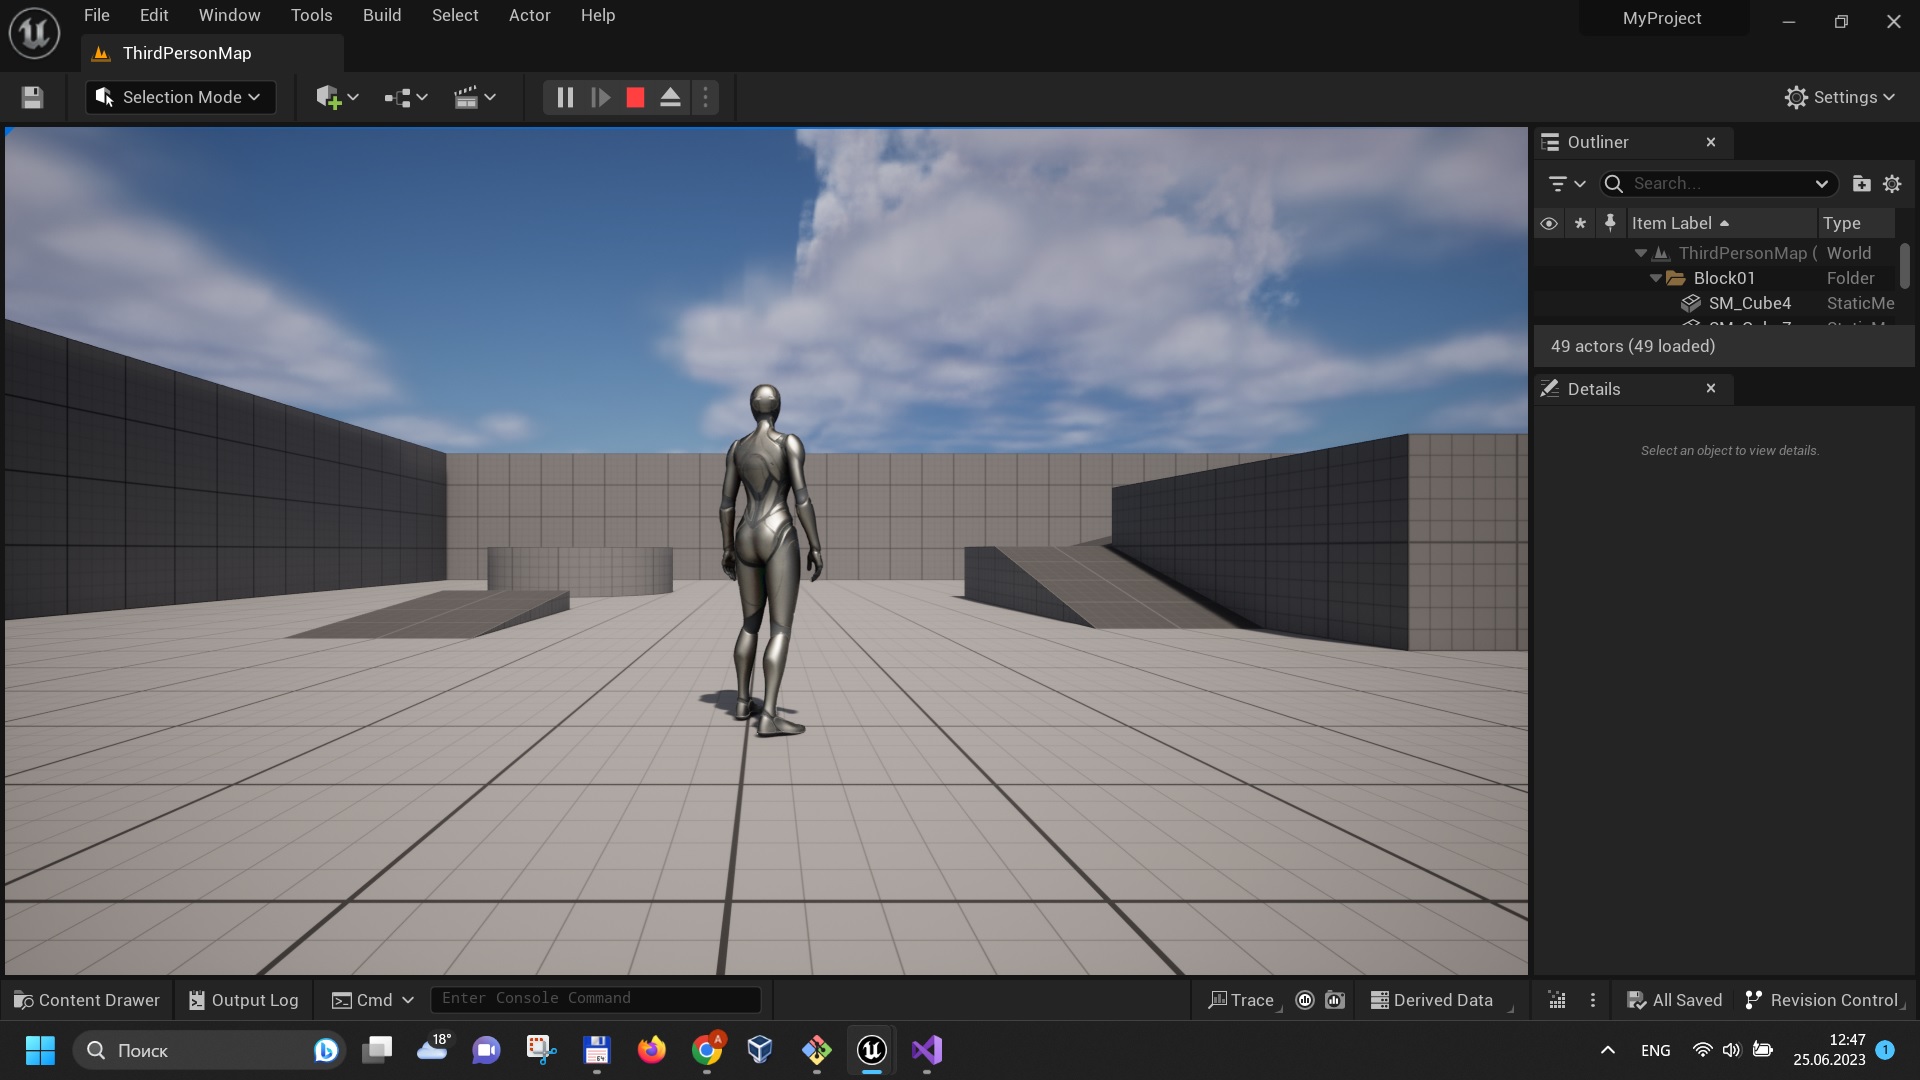 File Edit Window Tools Build Select Actor Help
MyProject
ThirdPersonMap
Selection Mode
Settings
Outliner
Search...
Item Label Type
ThirdPersonMap ( World
Block01 Folder
SM_Cube4 StaticMe
49 actors (49 loaded)
Details
Select an object to view details.
Content Drawer Output Log Cmd Enter Console Command Trace Derived Data All Saved Revision Control
Поиск
18°
A
64
ENG
12:47
25.06.2023
1